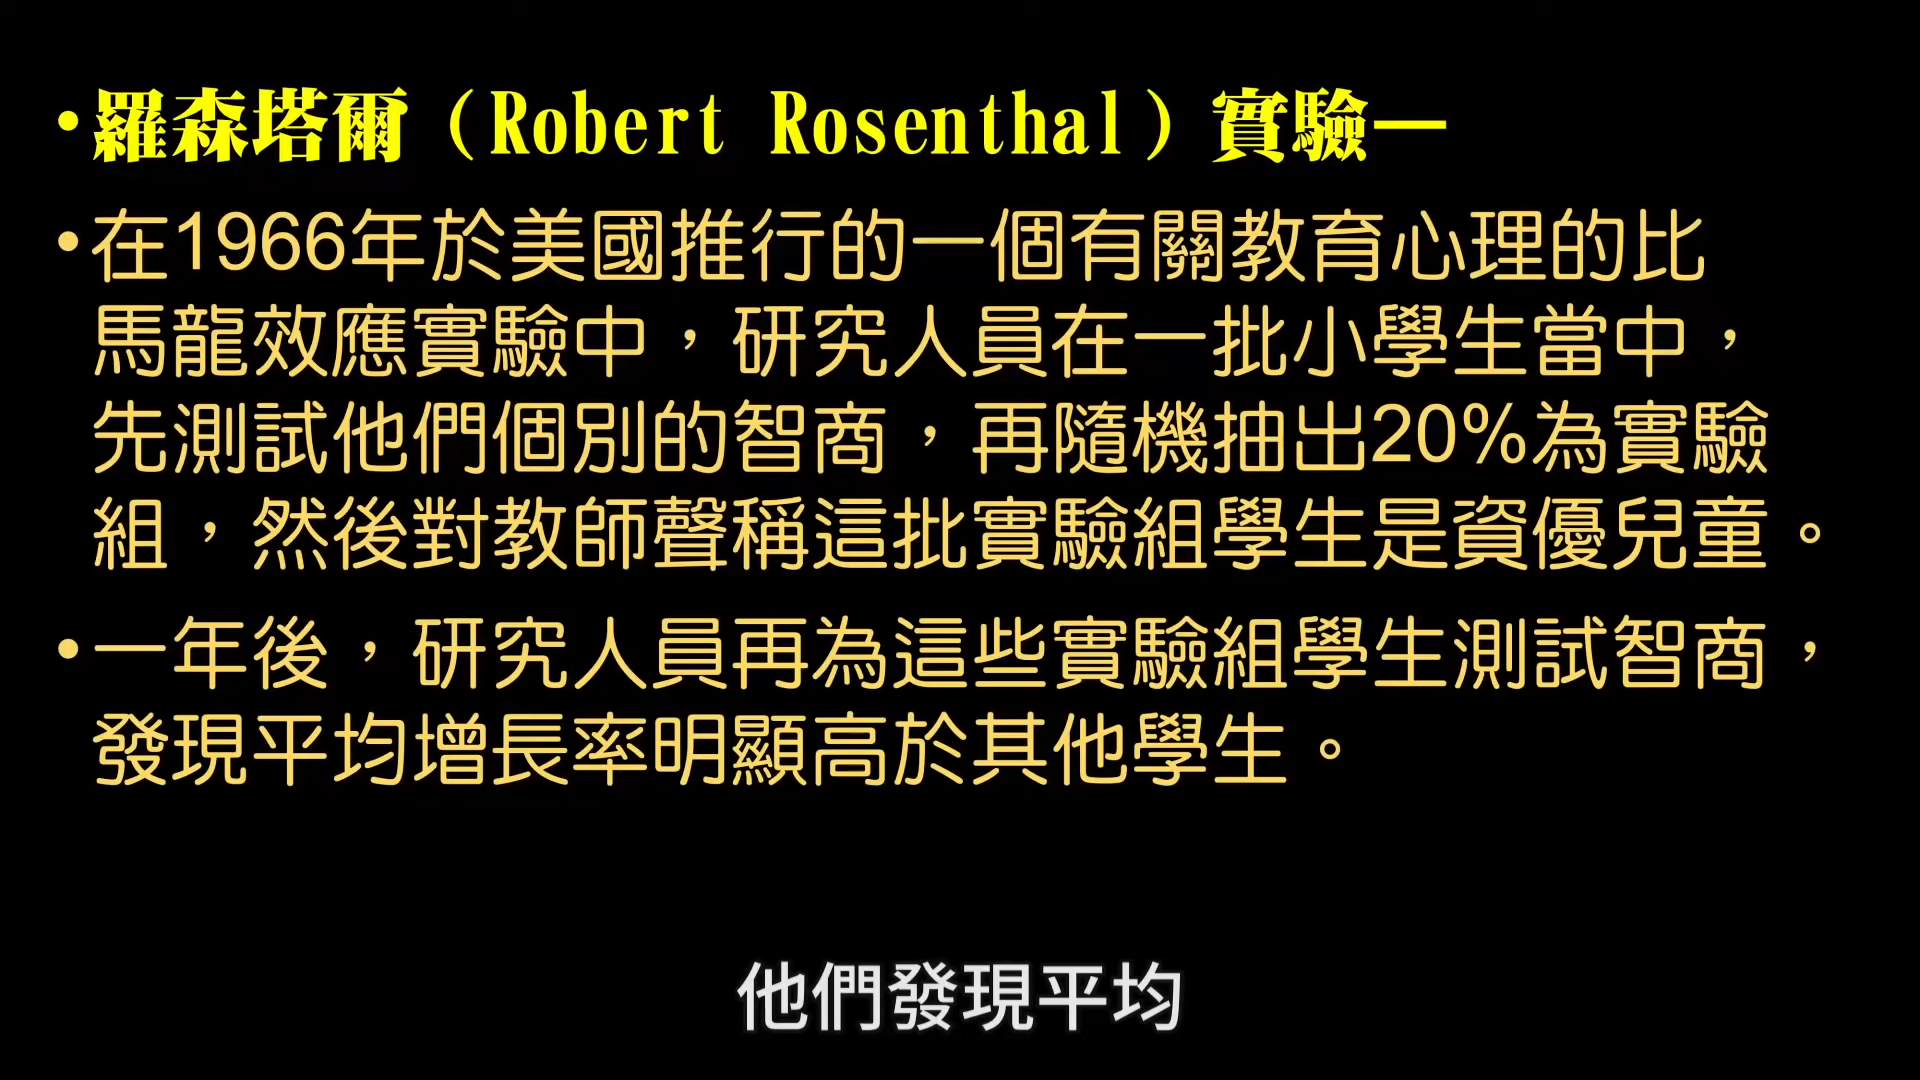 •羅森塔爾（Robert Rosenthal）實驗—
•在1966年於美國推行的一個有關教育心理的比
馬龍效應實驗中，研究人員在一批小學生當中，
先測試他們個別的智商，再隨機抽出20%為實驗
組，然後對教師聲稱這批實驗組學生是資優兒童。
•一年後，研究人員再為這些實驗組學生測試智商，
發現平均增長率明顯高於其他學生。
他們發現平均